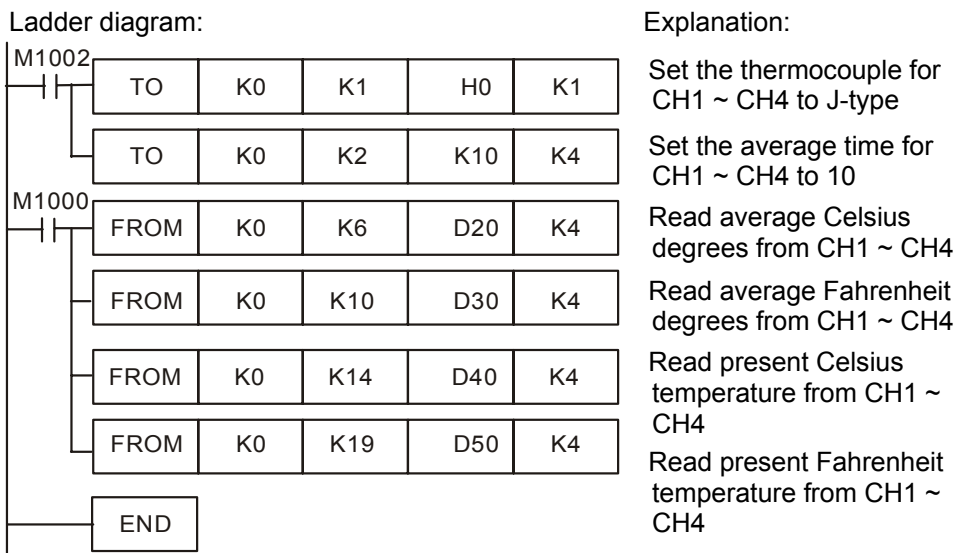 Ladder diagram:
Explanation:
M1002
TO K0 K1 H0 K1
Set the thermocouple for
CH1 ~ CH4 to J-type
TO K0 K2 K10 K4
Set the average time for
CH1 ~ CH4 to 10
M1000
FROM K0 K6 D20 K4
Read average Celsius
degrees from CH1 ~ CH4
FROM K0 K10 D30 K4
Read average Fahrenheit
degrees from CH1 ~ CH4
FROM K0 K14 D40 K4
Read present Celsius
temperature from CH1 ~
CH4
FROM K0 K19 D50 K4
Read present Fahrenheit
temperature from CH1 ~
CH4
END